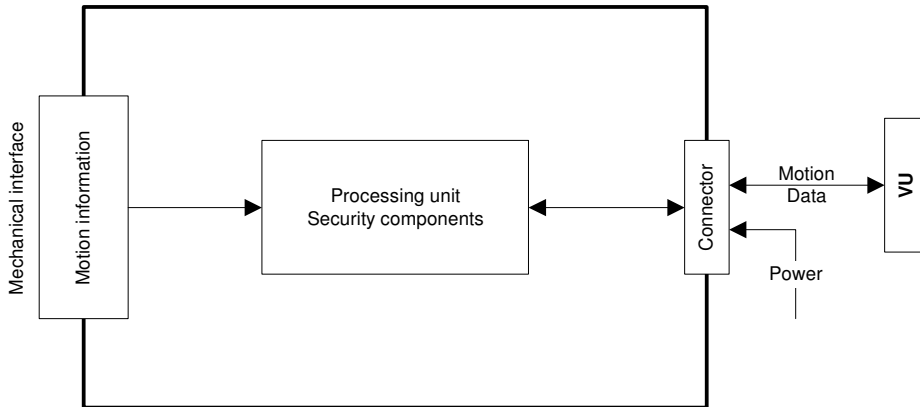 Mechanical interface
Motion information
Processing unit
Security components
Connector
Motion
Data
Power
VU